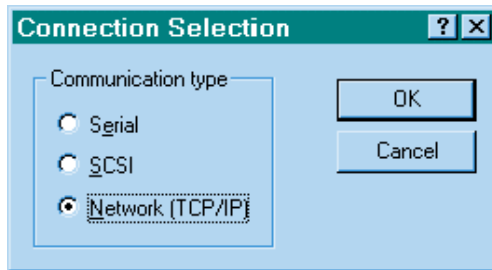 Connection Selection
Communication type
Serial
SCSI
Network (TCP/IP)
OK
Cancel